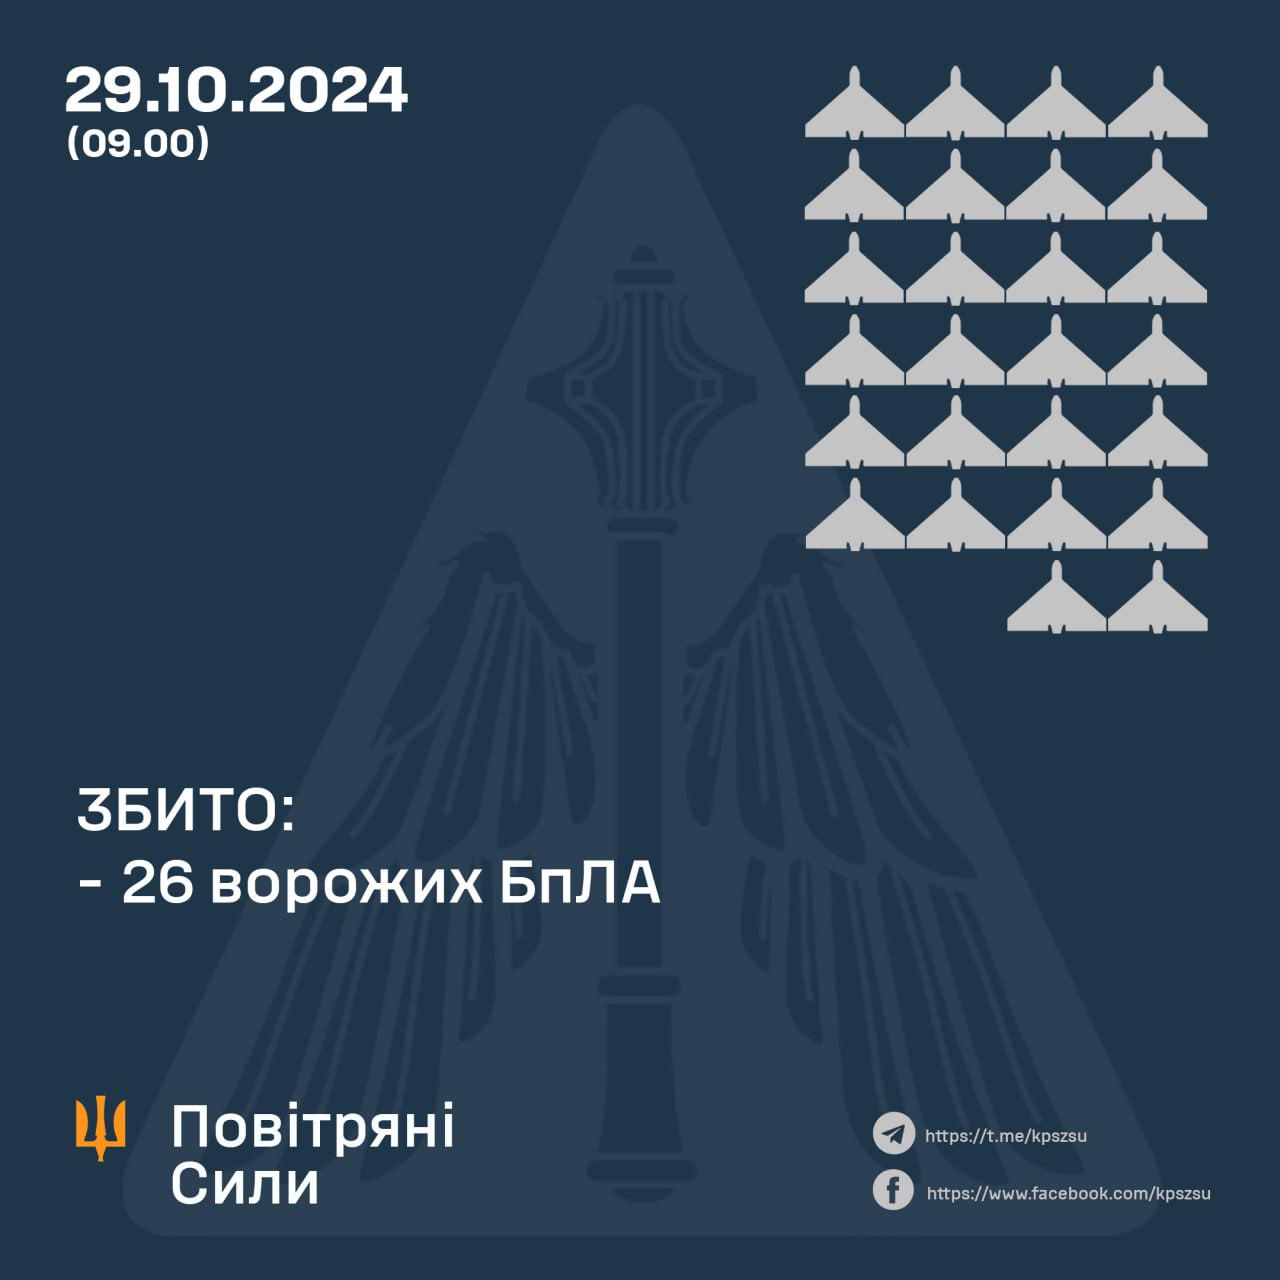 29.10.2024
(09.00)
ЗБИТО:
- 26 ворожих БпЛА
Повітряні
Сили
https://t.me/kpszsu
https://www.facebook.com/kpszsu